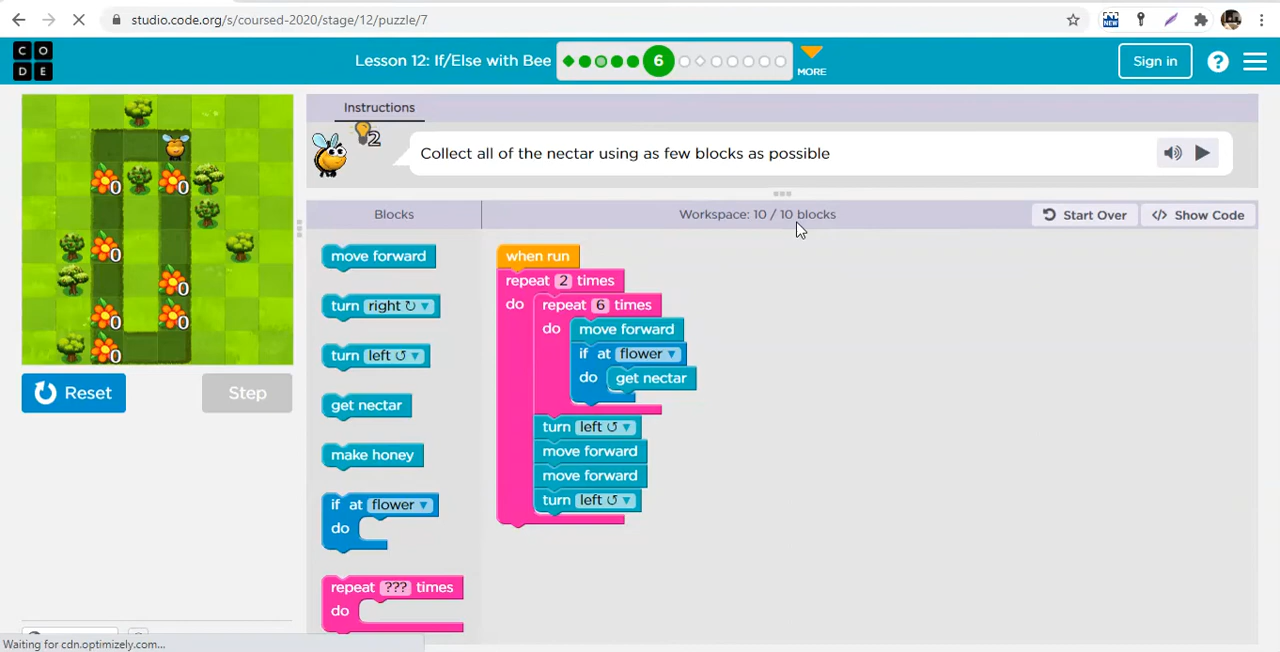 studio.code.org/s/coursed-2020/stage/12/puzzle/7
NEW
C O
D E
Lesson 12: If/Else with Bee
6
MORE
Sign in
?
Instructions
2
Collect all of the nectar using as few blocks as possible
Blocks
Workspace: 10 / 10 blocks
Start Over
</> Show Code
0 0
0
0
0 0
0
Reset
Step
move forward
turn right ↻ ▼
turn left ↺ ▼
get nectar
make honey
if at flower ▼
do
repeat ??? times
do
when run
repeat 2 times
do repeat 6 times
do move forward
if at flower ▼
do get nectar
turn left ↺ ▼
move forward
move forward
turn left ↺ ▼
Waiting for cdn.optimizely.com...